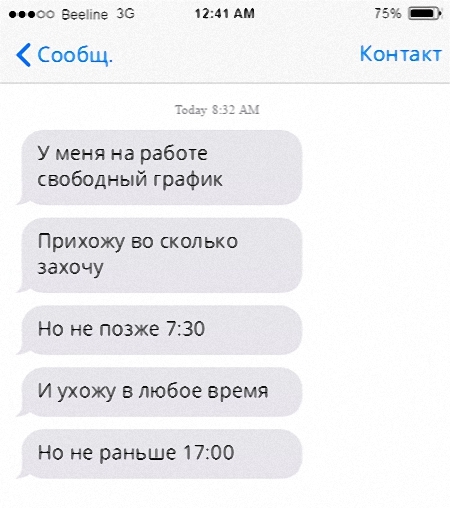 Beeline 3G 12:41 AM 75%
Сообщ. Контакт
Today 8:32 AM
У меня на работе
свободный график
Прихожу во сколько
захочу
Но не позже 7:30
И ухожу в любое время
Но не раньше 17:00